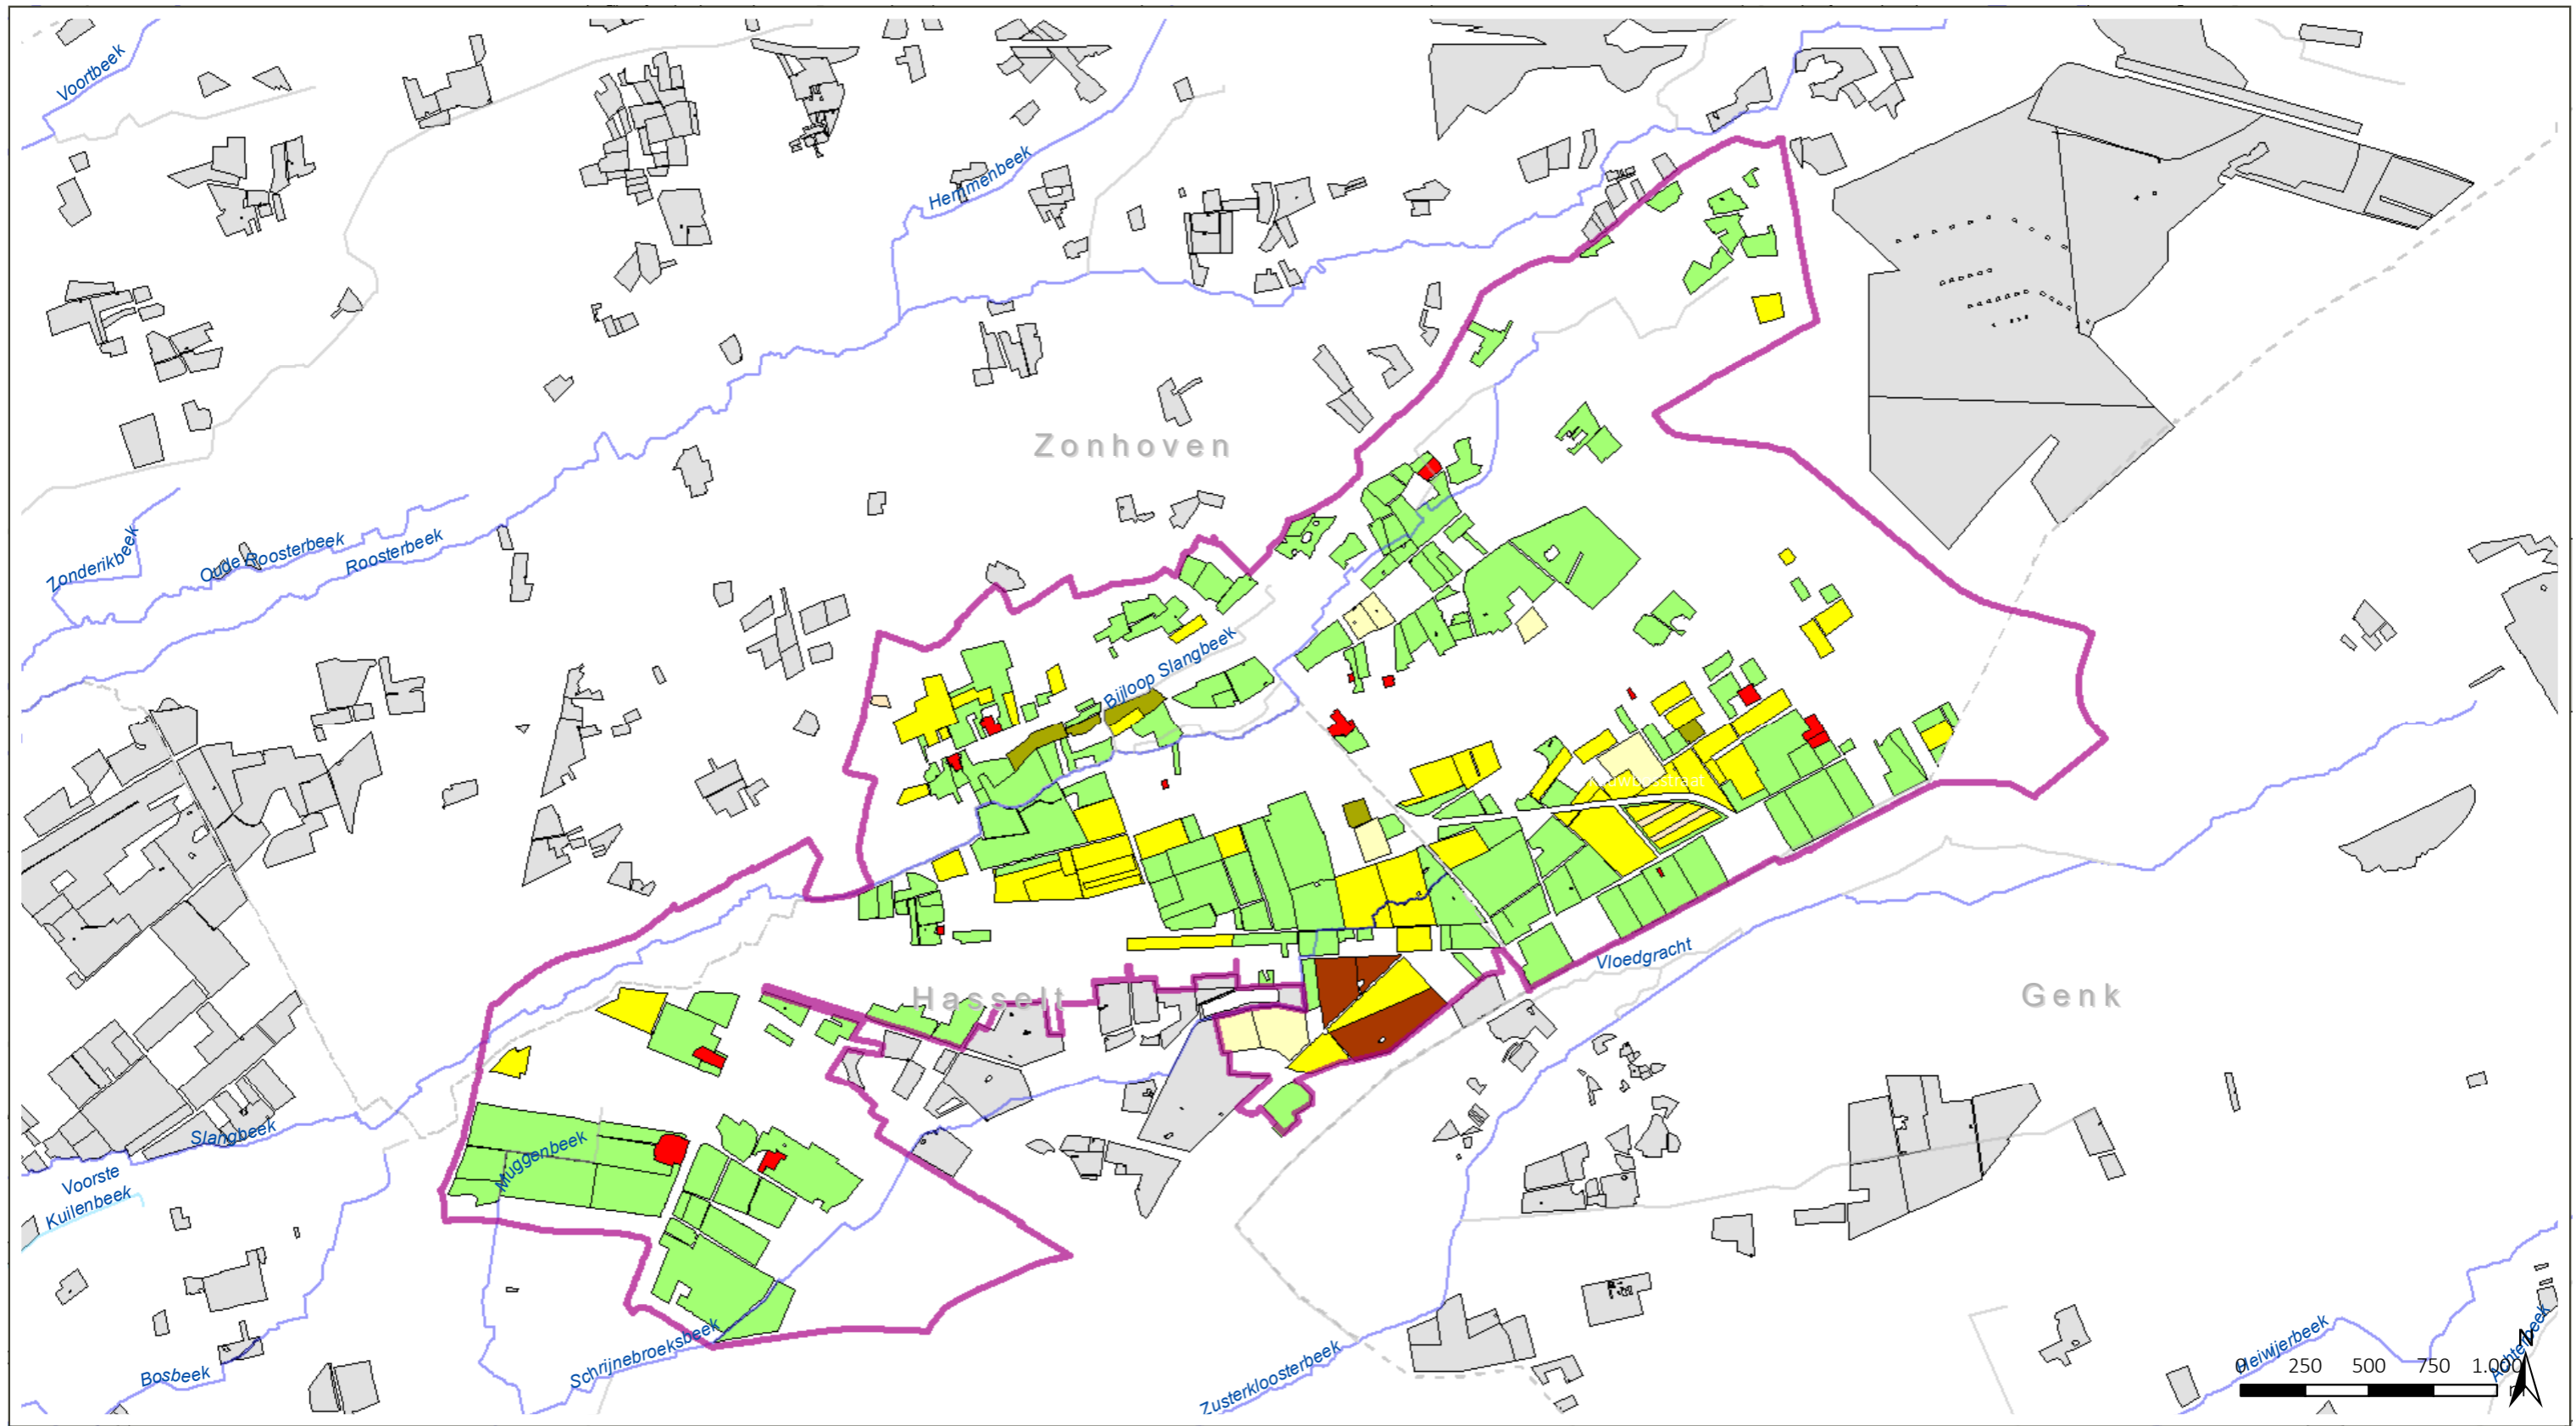 Voortbeek
Hemmenbeek
Zonhoven
Zonderikbeek
Oude Roosterbeek
Roosterbeek
Bijloop Slangbeek
Vloedgracht
Hasselt
Genk
Slangbeek
Muggenbeek
Voorste
Kuilenbeek
Schrijnebroeksbeek
Bosbeek
Zusterkloosterbeek
Heiwijerbeek
Achterbeek
N
0 250 500 750 1.000
m